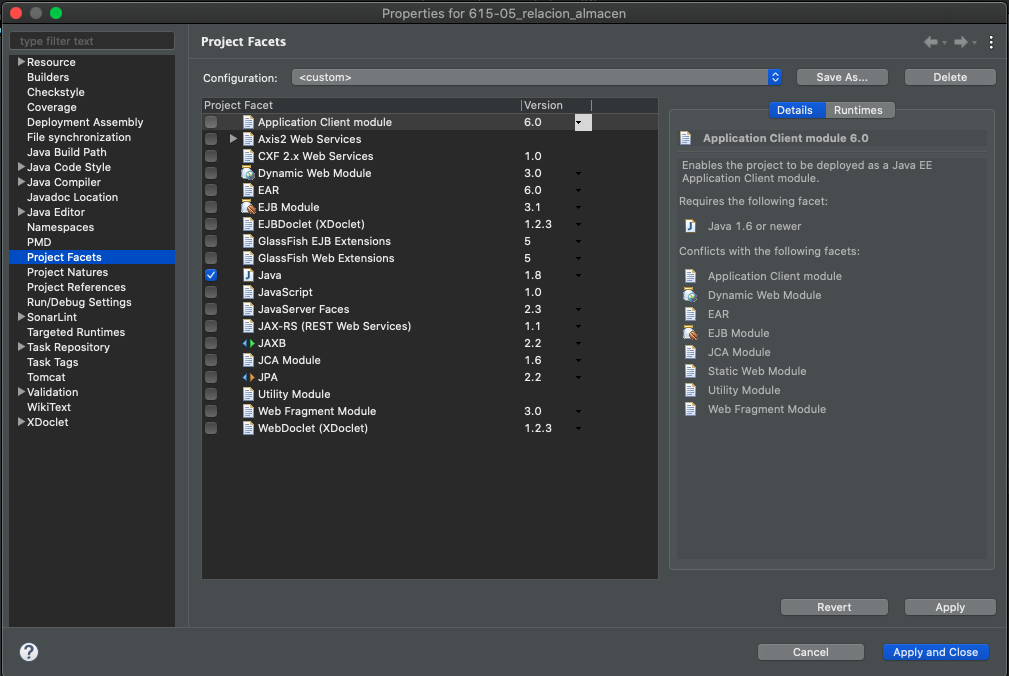 Properties for 615-05_relacion_almacen
type filter text
Resource
Builders
Checkstyle
Coverage
Deployment Assembly
File synchronization
Java Build Path
Java Code Style
Java Compiler
Javadoc Location
Java Editor
Namespaces
PMD
Project Facets
Project Natures
Project References
Run/Debug Settings
SonarLint
Targeted Runtimes
Task Repository
Task Tags
Tomcat
Validation
WikiText
XDoclet
Project Facets
Configuration: <custom> Save As... Delete
Project Facet Version
Application Client module 6.0
Axis2 Web Services
CXF 2.x Web Services 1.0
Dynamic Web Module 3.0
EAR 6.0
EJB Module 3.1
EJBDoclet (XDoclet) 1.2.3
GlassFish EJB Extensions 5
GlassFish Web Extensions 5
Java 1.8
JavaScript 1.0
JavaServer Faces 2.3
JAX-RS (REST Web Services) 1.1
JAXB 2.2
JCA Module 1.6
JPA 2.2
Utility Module
Web Fragment Module 3.0
WebDoclet (XDoclet) 1.2.3
Details Runtimes
Application Client module 6.0
Enables the project to be deployed as a Java EE
Application Client module.
Requires the following facet:
Java 1.6 or newer
Conflicts with the following facets:
Application Client module
Dynamic Web Module
EAR
EJB Module
JCA Module
Static Web Module
Utility Module
Web Fragment Module
Revert Apply
? Cancel Apply and Close